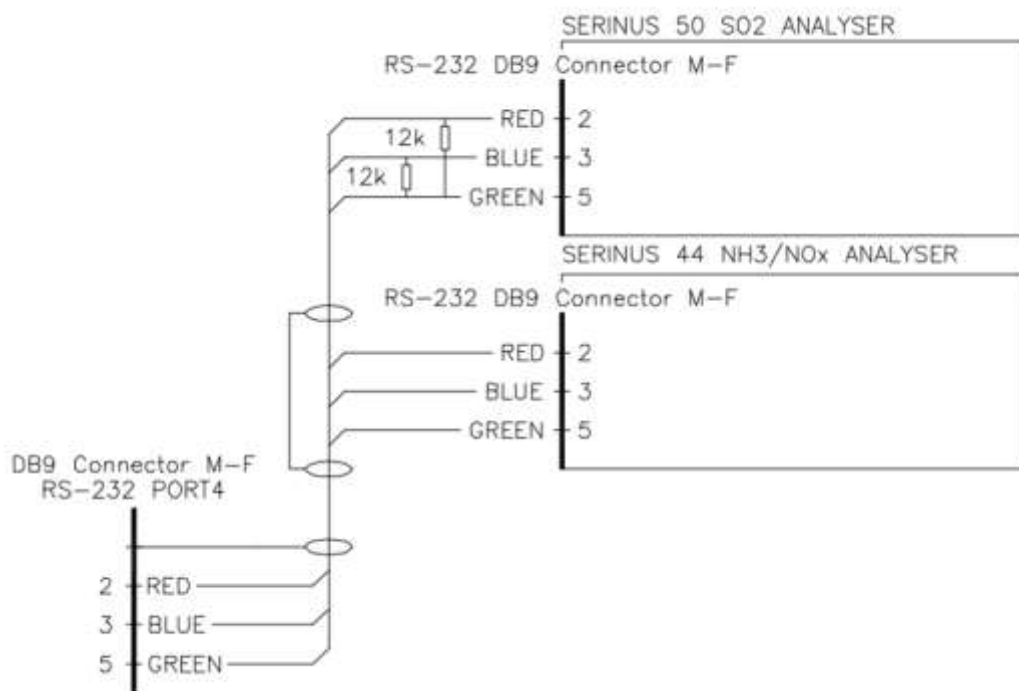 SERINUS 50 SO2 ANALYSER
RS-232 DB9 Connector M-F
RED 2
12k
BLUE 3
12k
GREEN 5
SERINUS 44 NH3/NOx ANALYSER
RS-232 DB9 Connector M-F
RED 2
BLUE 3
GREEN 5
DB9 Connector M-F
RS-232 PORT4
2 RED
3 BLUE
5 GREEN